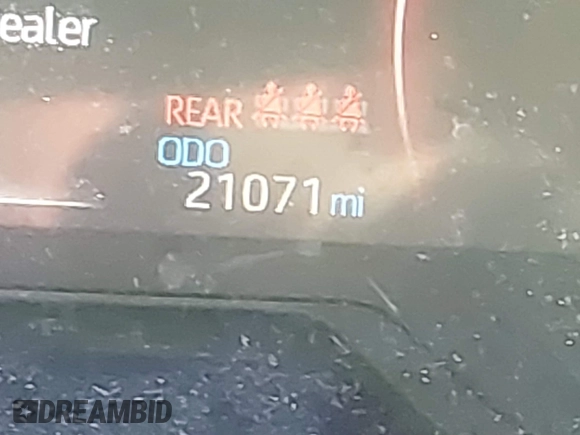 ealer
REAR
ODO
21071 mi
DREAMBID